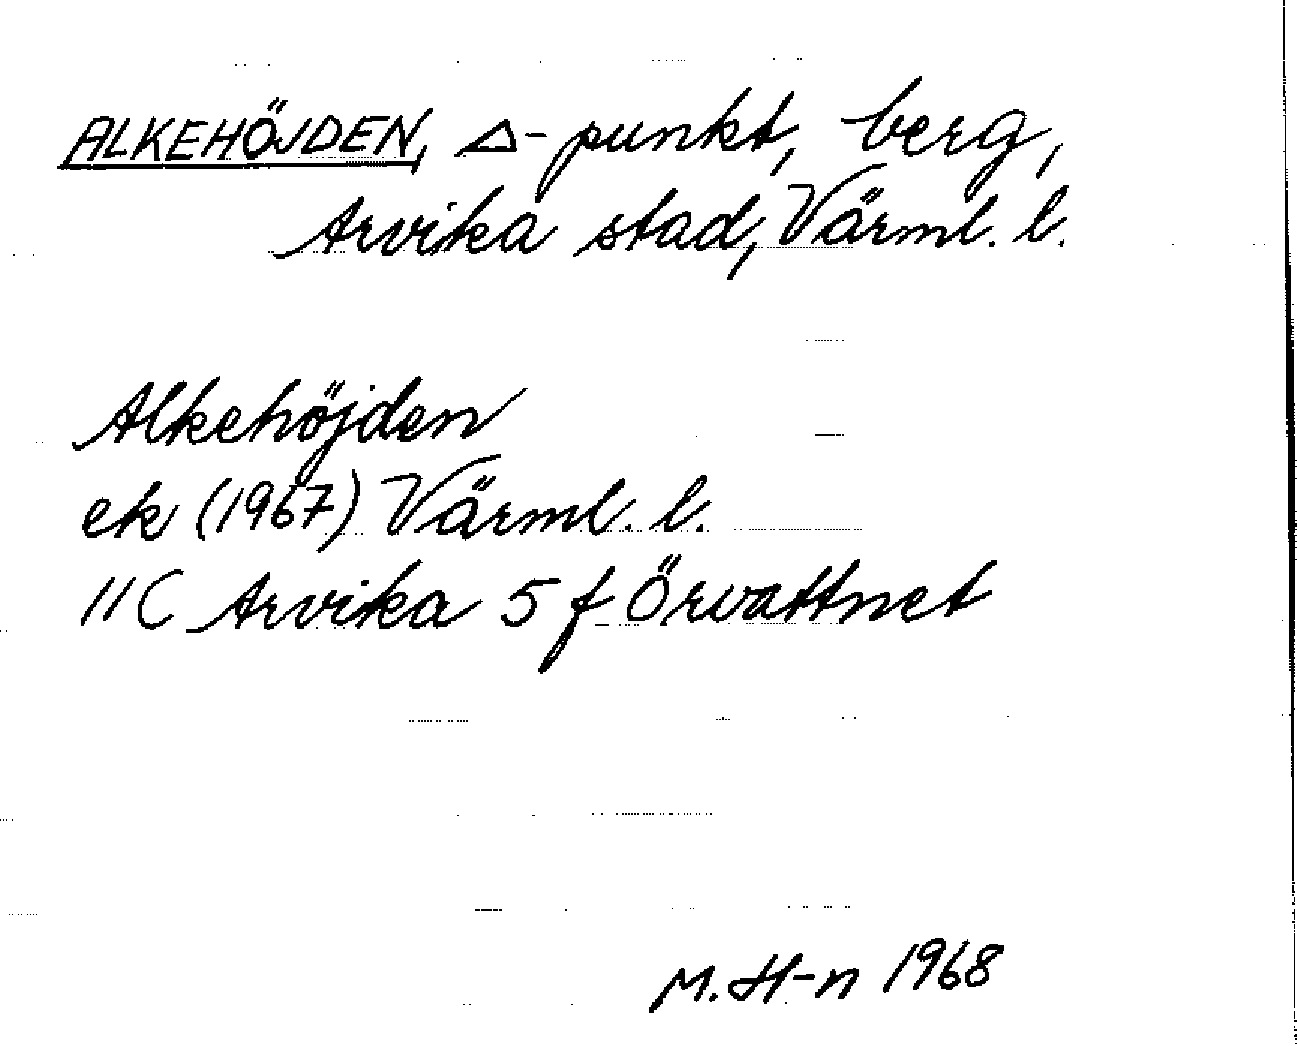 ALKEHÖJDEN, △-punkt, berg,
Arvika stad, Värml. l.
Alkehöjden
ek (1967) Värml. l.
11C Arvika 5 f Örvattnet
M. H-n 1968